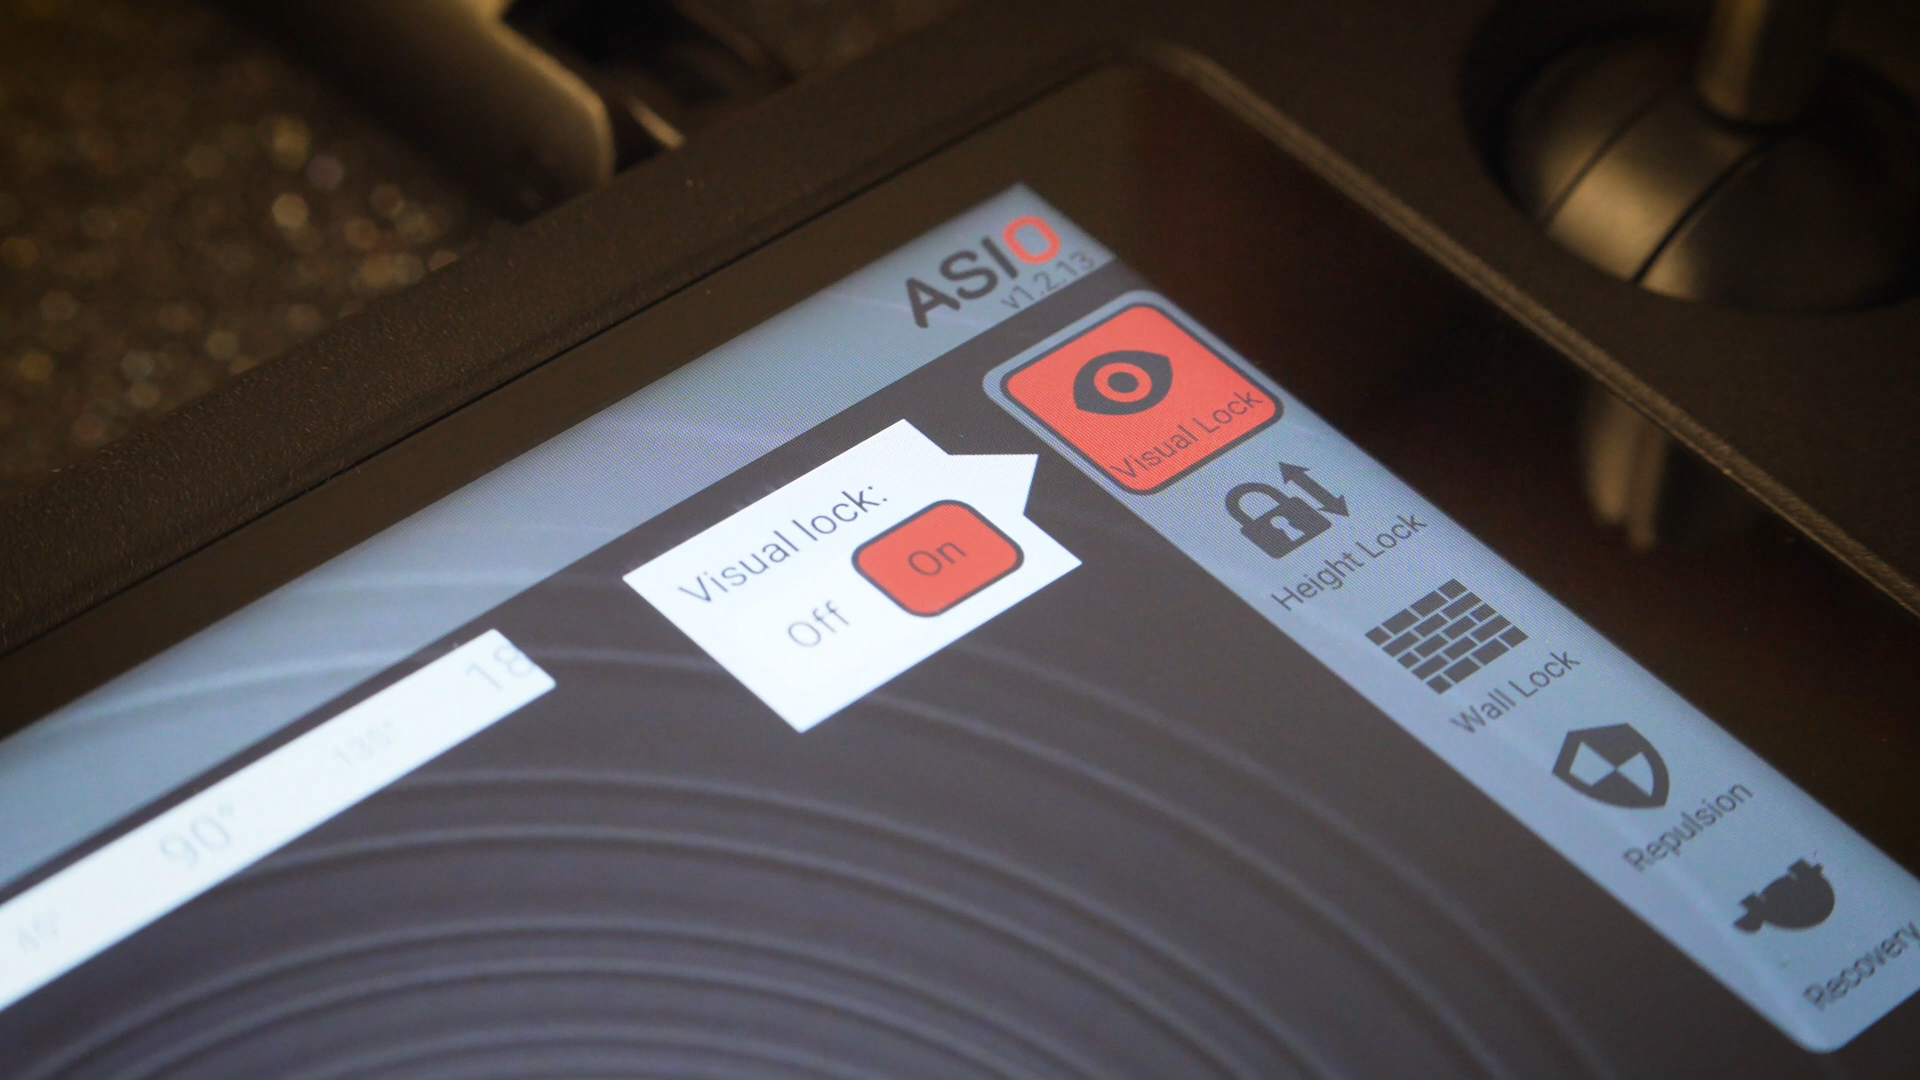 ASIO
v1.2.13
Visual Lock
Visual lock:
Off On
Height Lock
Wall Lock
Repulsion
Recovery
18
135°
90°
45°